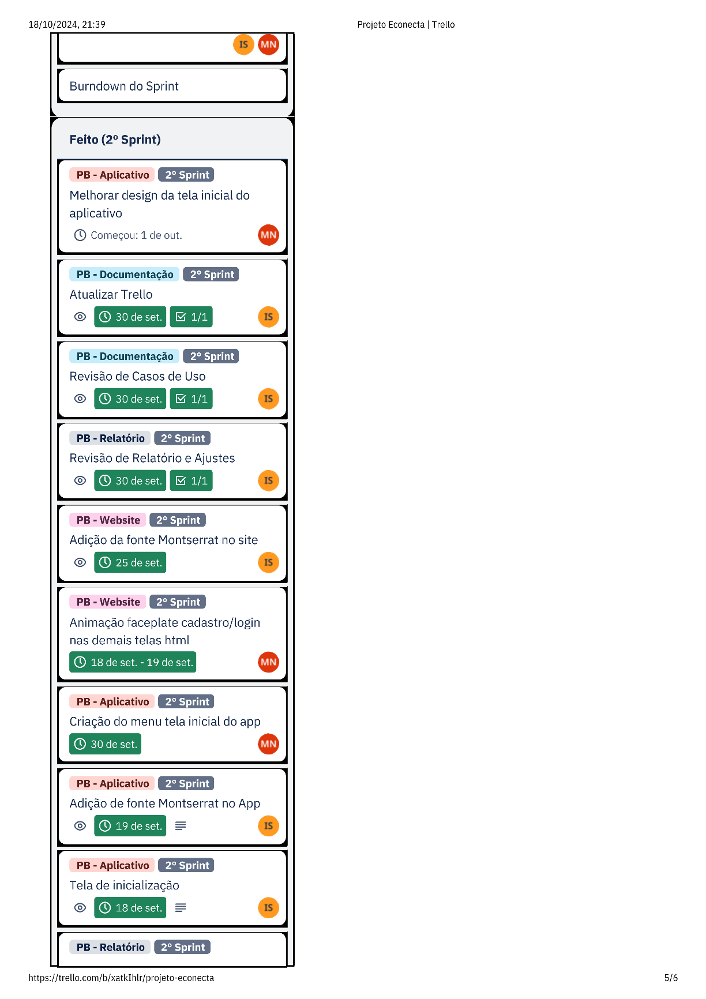 18/10/2024, 21:39 Projeto Econecta | Trello
IS MN
Burndown do Sprint
Feito (2º Sprint)
PB - Aplicativo 2º Sprint
Melhorar design da tela inicial do
aplicativo
Começou: 1 de out. MN
PB - Documentação 2º Sprint
Atualizar Trello
30 de set. 1/1 IS
PB - Documentação 2º Sprint
Revisão de Casos de Uso
30 de set. 1/1 IS
PB - Relatório 2º Sprint
Revisão de Relatório e Ajustes
30 de set. 1/1 IS
PB - Website 2º Sprint
Adição da fonte Montserrat no site
25 de set. IS
PB - Website 2º Sprint
Animação faceplate cadastro/login
nas demais telas html
18 de set. - 19 de set. MN
PB - Aplicativo 2º Sprint
Criação do menu tela inicial do app
30 de set. MN
PB - Aplicativo 2º Sprint
Adição de fonte Montserrat no App
19 de set. IS
PB - Aplicativo 2º Sprint
Tela de inicialização
18 de set. IS
PB - Relatório 2º Sprint
https://trello.com/b/xatkIhlr/projeto-econecta 5/6